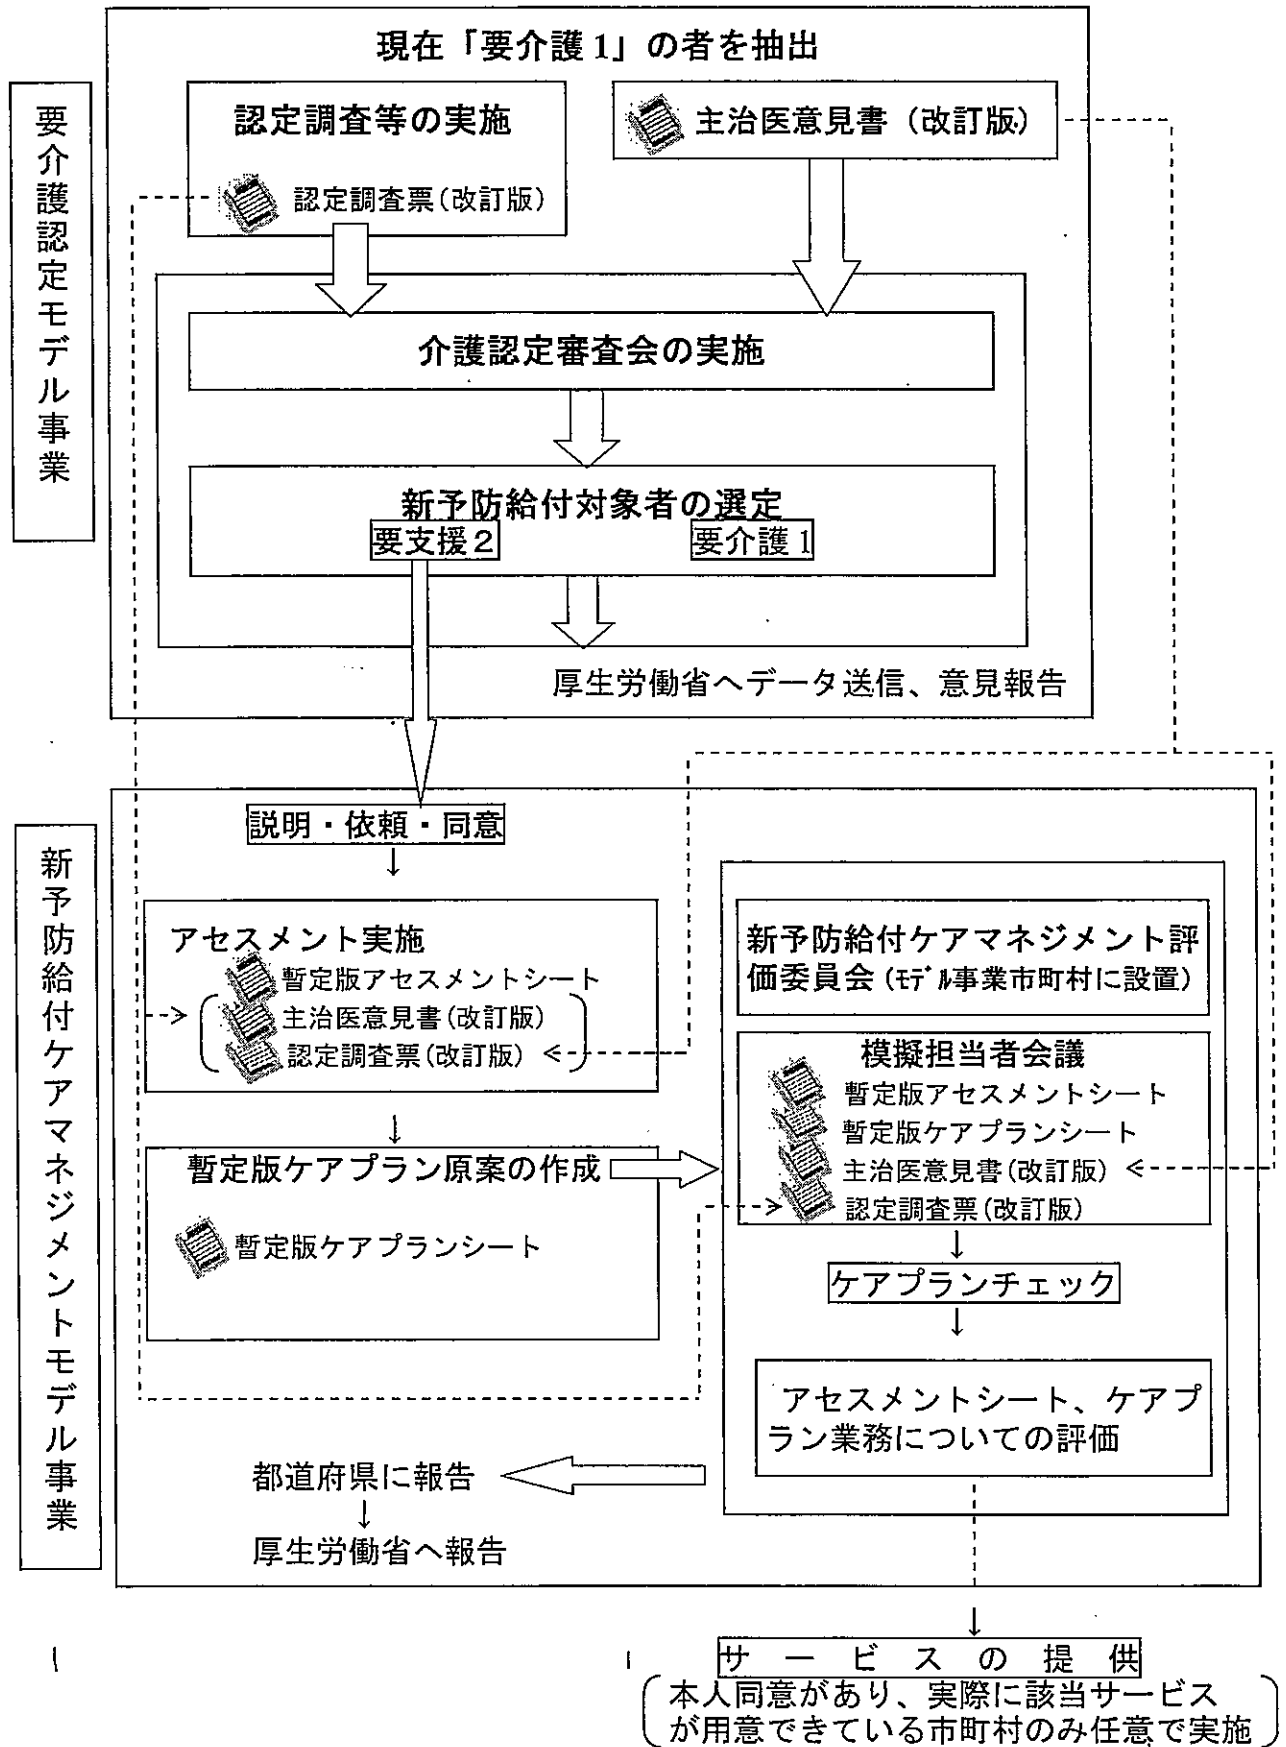 現在「要介護1」の者を抽出
要介護認定モデル事業
認定調査等の実施
認定調査票(改訂版)
主治医意見書(改訂版)
介護認定審査会の実施
新予防給付対象者の選定
要支援2
要介護1
厚生労働省へデータ送信、意見報告
新予防給付ケアマネジメントモデル事業
説明・依頼・同意
↓
アセスメント実施
暫定版アセスメントシート
主治医意見書(改訂版)
認定調査票(改訂版)
↓
暫定版ケアプラン原案の作成
暫定版ケアプランシート
新予防給付ケアマネジメント評
価委員会(ﾓﾃﾞﾙ事業市町村に設置)
模擬担当者会議
暫定版アセスメントシート
暫定版ケアプランシート
主治医意見書(改訂版)
認定調査票(改訂版)
↓
ケアプランチェック
↓
アセスメントシート、ケアプ
ラン業務についての評価
都道府県に報告
↓
厚生労働省へ報告
↓
サービスの提供
本人同意があり、実際に該当サービス
が用意できている市町村のみ任意で実施